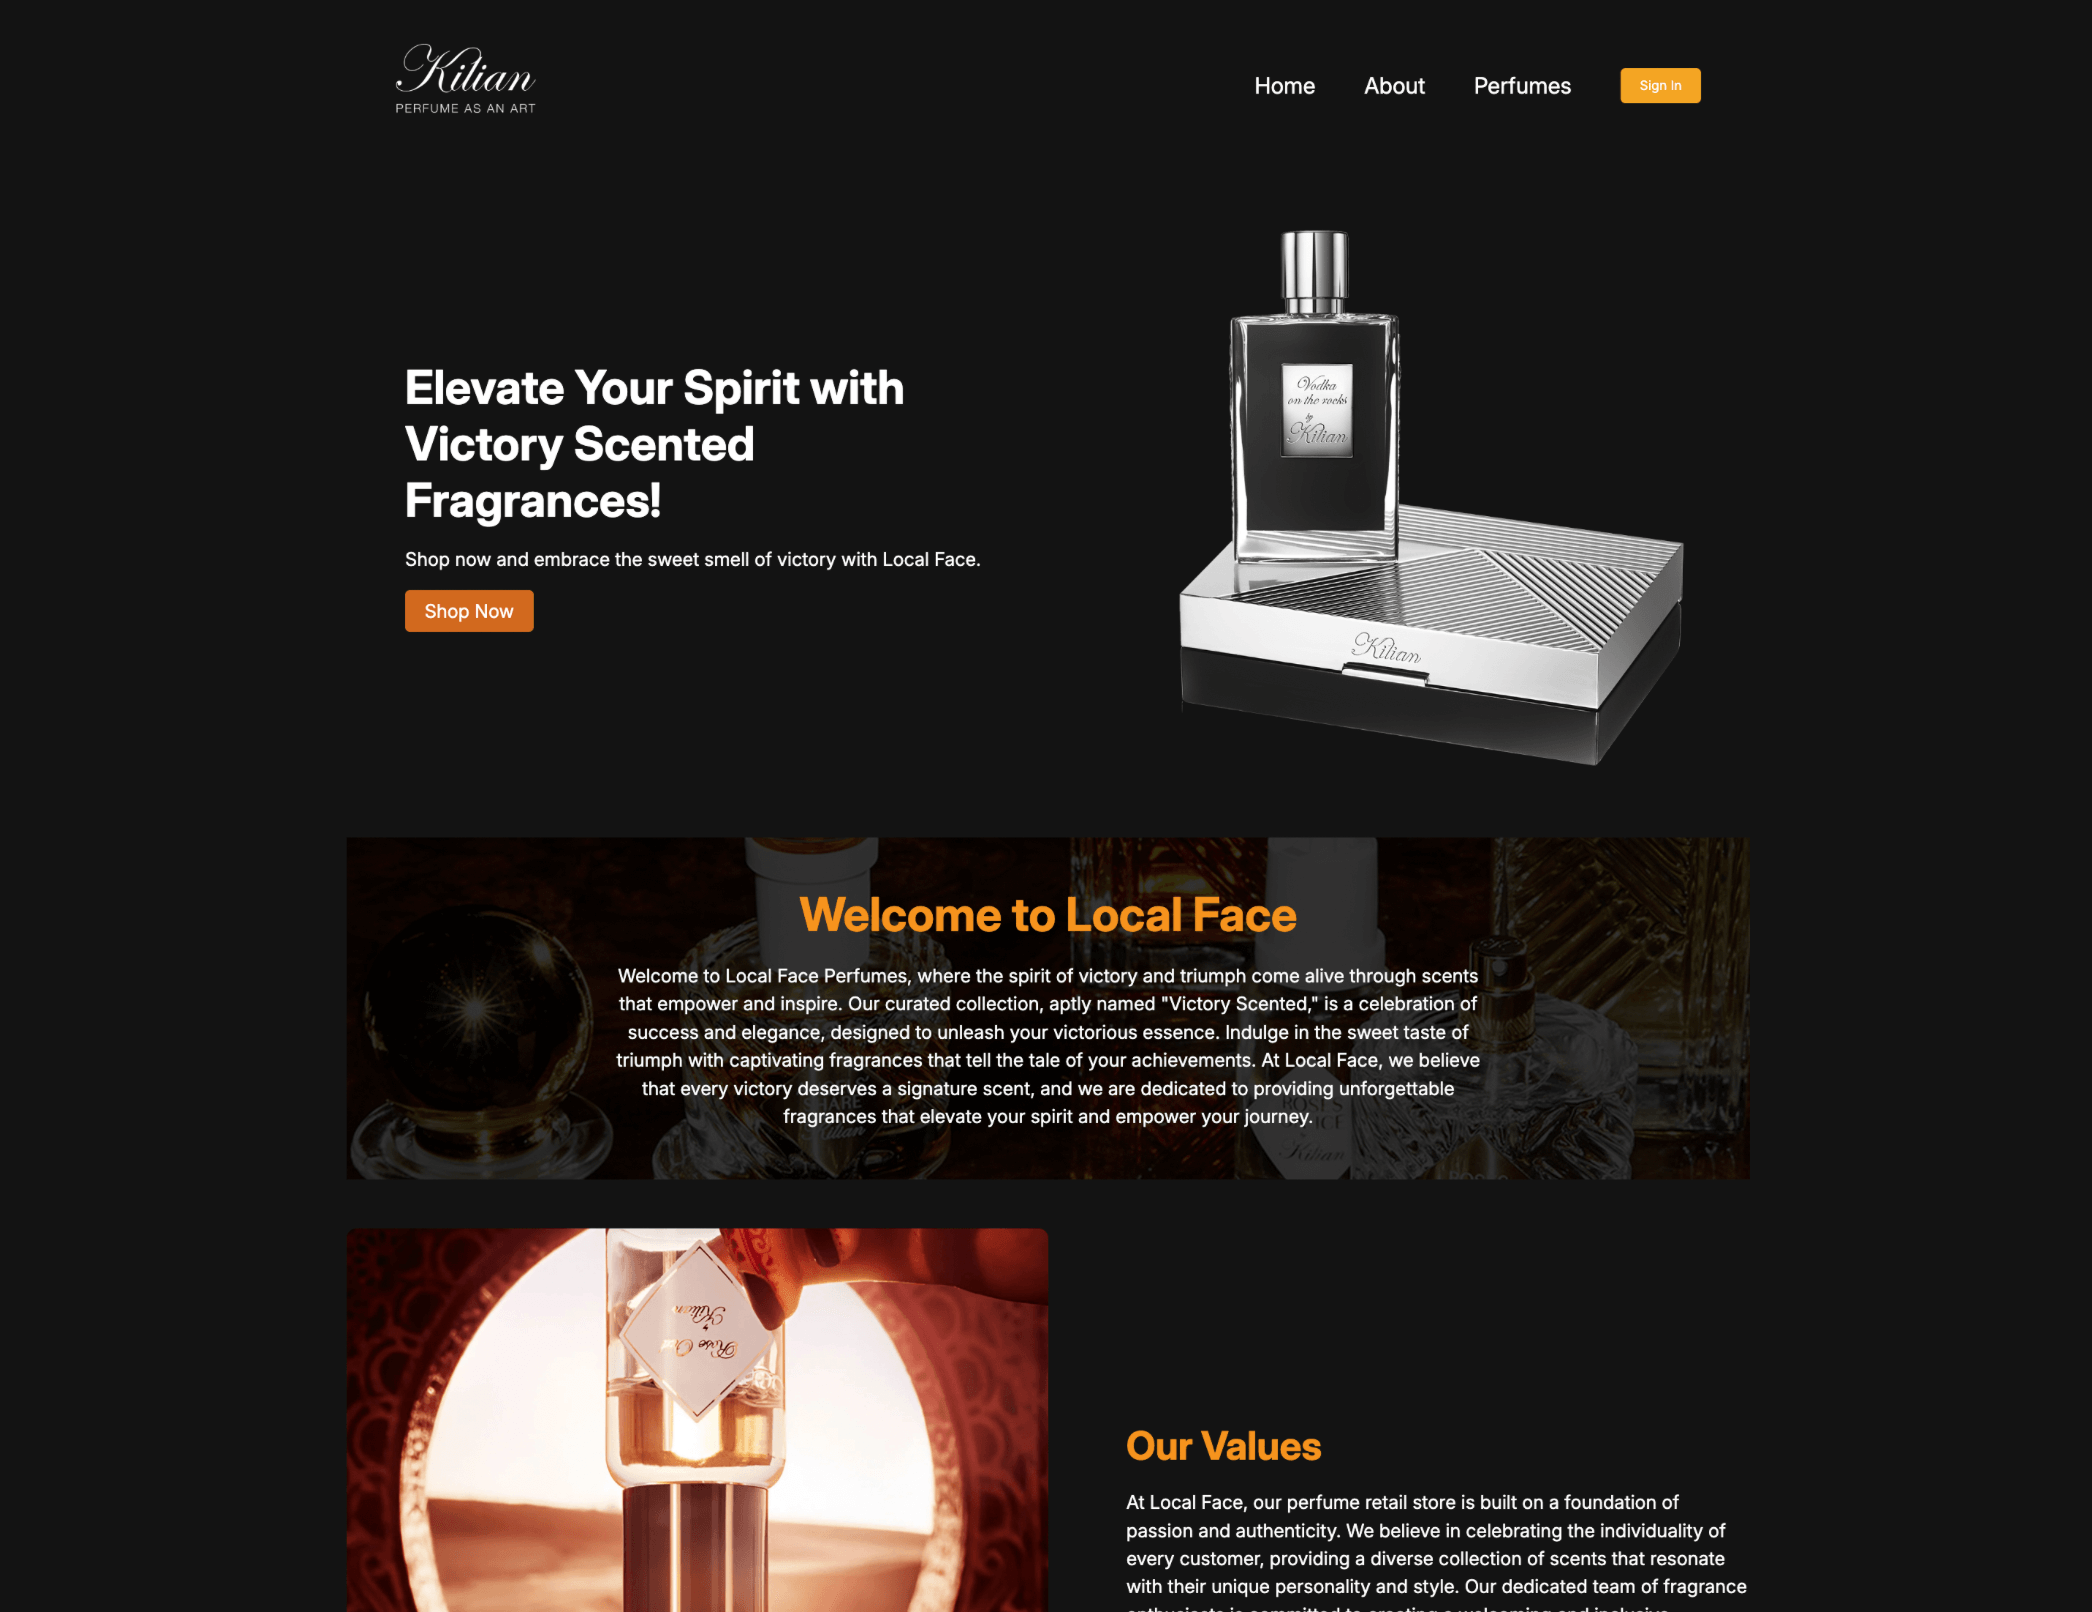 Kilian
PERFUME AS AN ART
Home About Perfumes Sign In
Vodka
on the rocks
by
Kilian
Kilian
Elevate Your Spirit with
Victory Scented
Fragrances!
Shop now and embrace the sweet smell of victory with Local Face.
Shop Now
Welcome to Local Face
Welcome to Local Face Perfumes, where the spirit of victory and triumph come alive through scents
that empower and inspire. Our curated collection, aptly named "Victory Scented," is a celebration of
success and elegance, designed to unleash your victorious essence. Indulge in the sweet taste of
triumph with captivating fragrances that tell the tale of your achievements. At Local Face, we believe
that every victory deserves a signature scent, and we are dedicated to providing unforgettable
fragrances that elevate your spirit and empower your journey.
Kilian
Kilian
Rose Oud
by
Kilian
Our Values
At Local Face, our perfume retail store is built on a foundation of
passion and authenticity. We believe in celebrating the individuality of
every customer, providing a diverse collection of scents that resonate
with their unique personality and style. Our dedicated team of fragrance